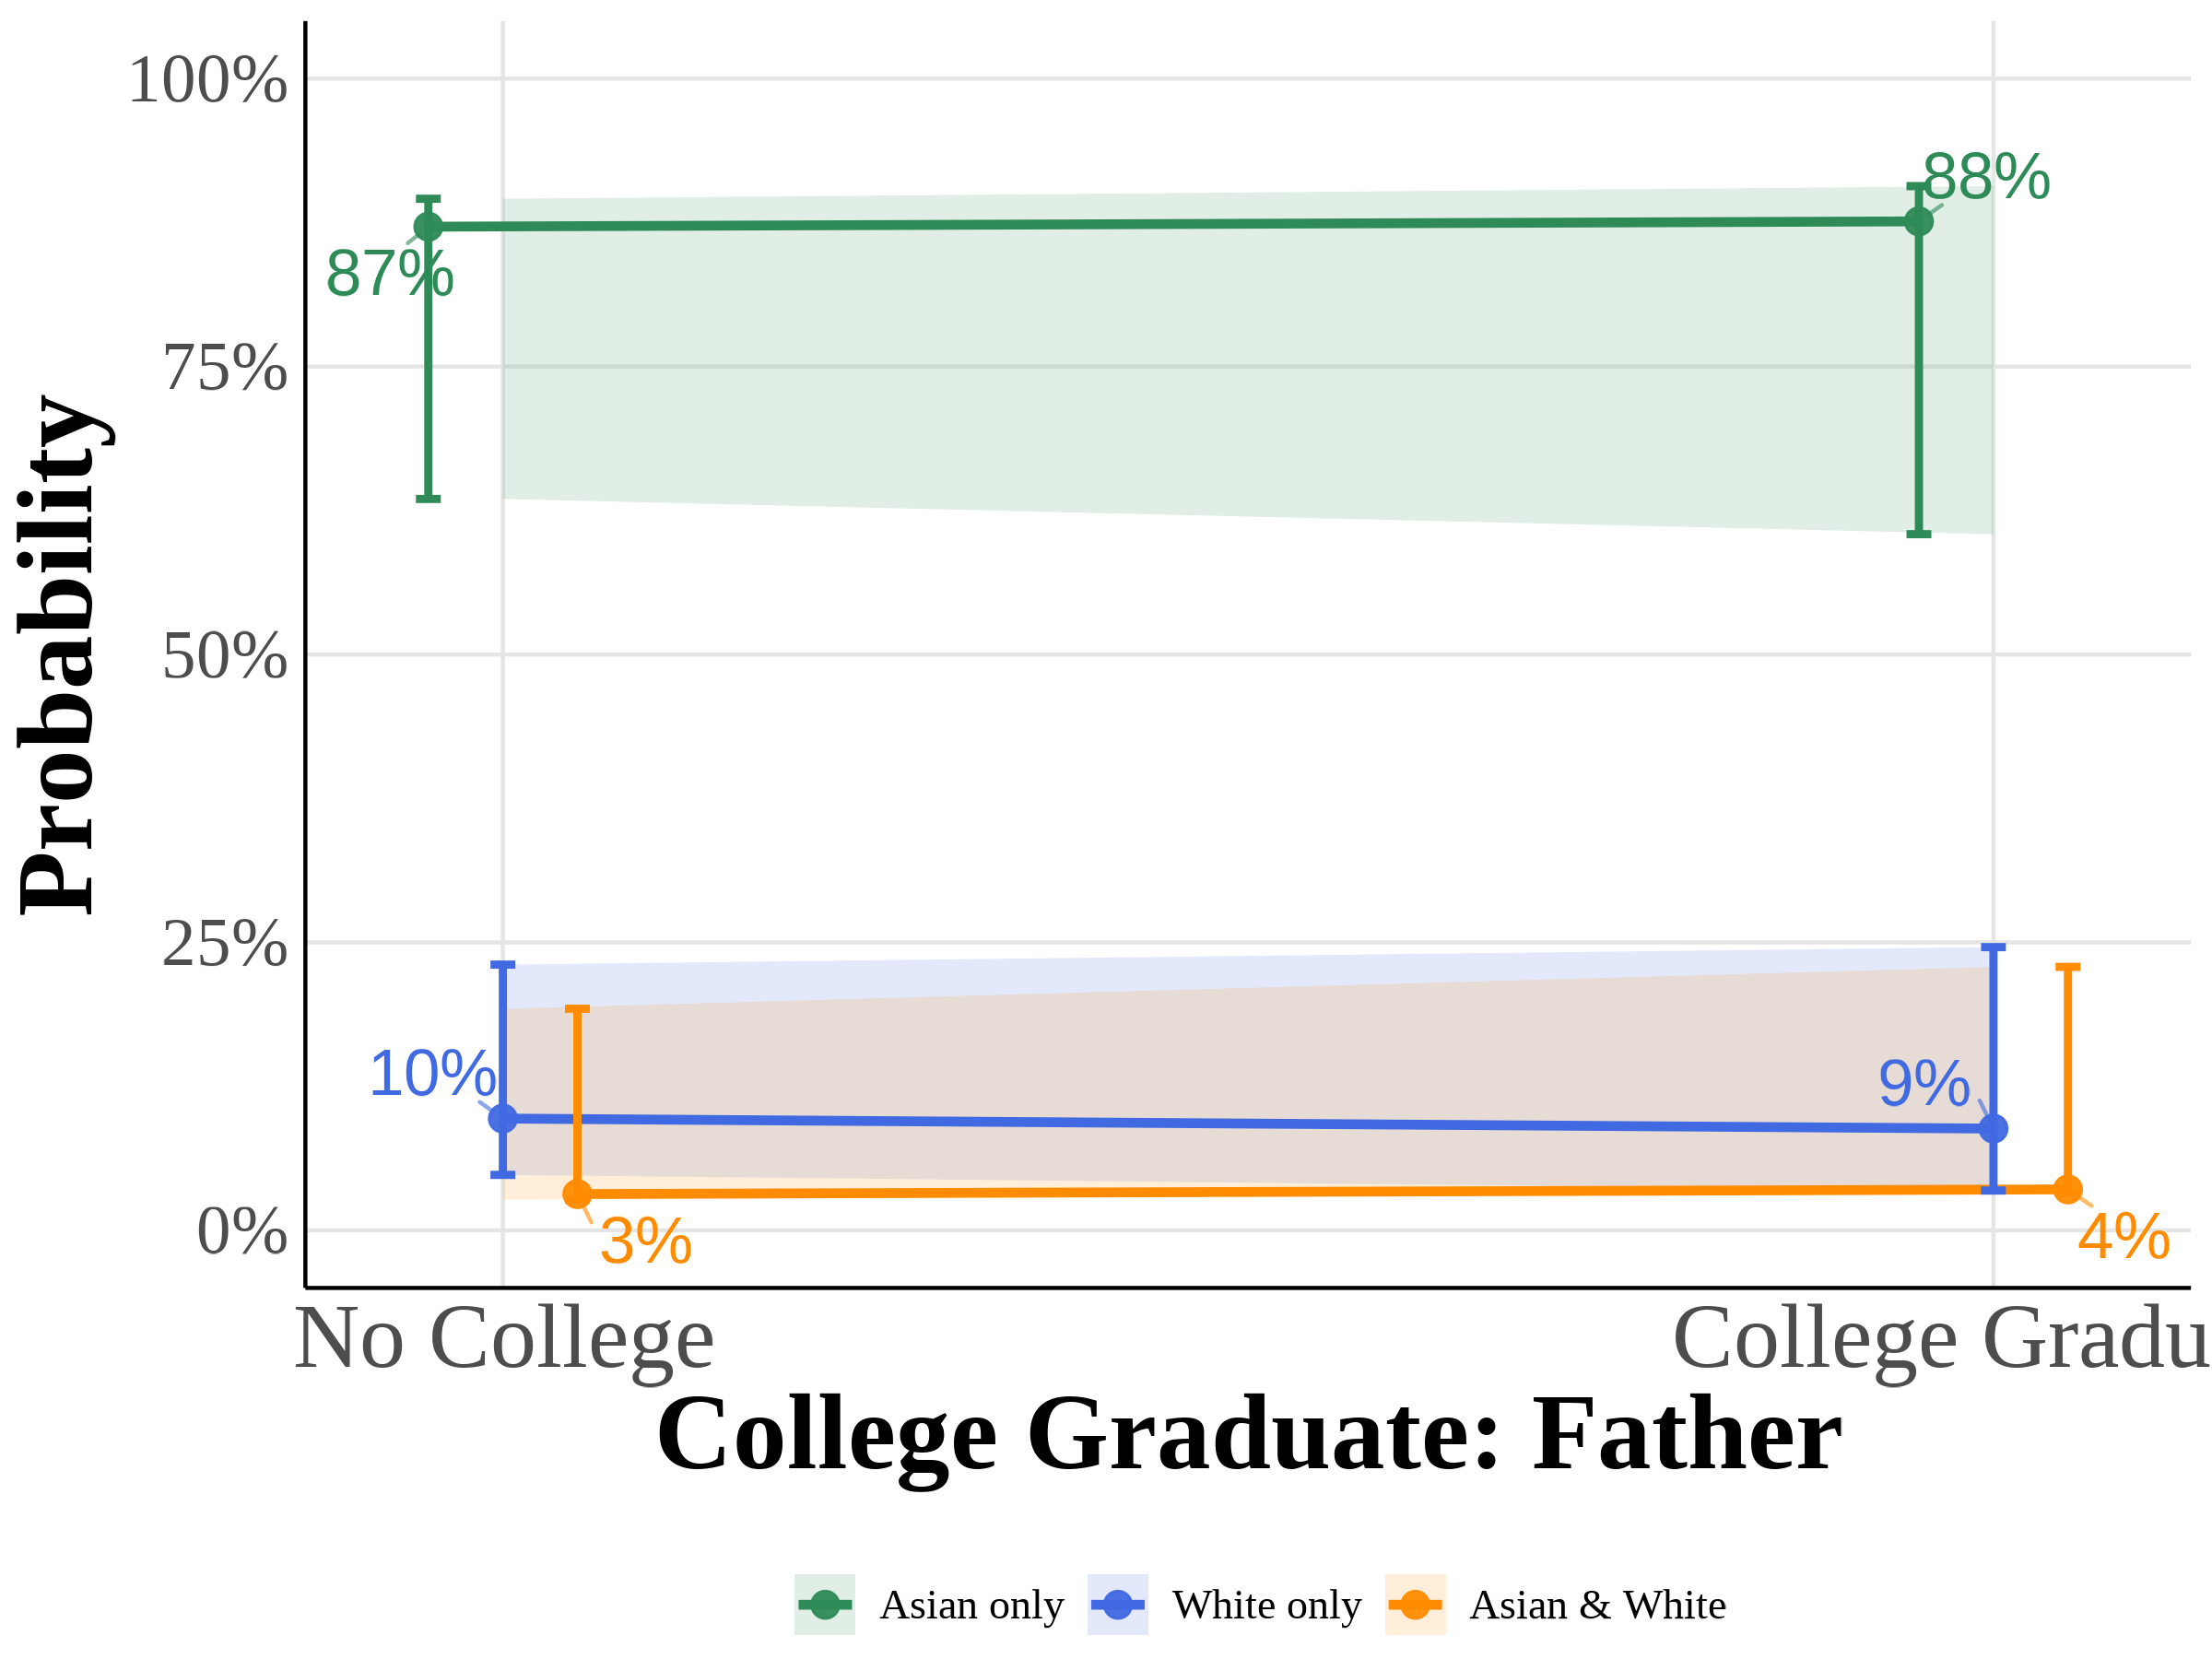 100%
88%
87%
75%
Probability
50%
25%
10%
9%
0%
3%
4%
No College
College Gradu
College Graduate: Father
Asian only
White only
Asian & White